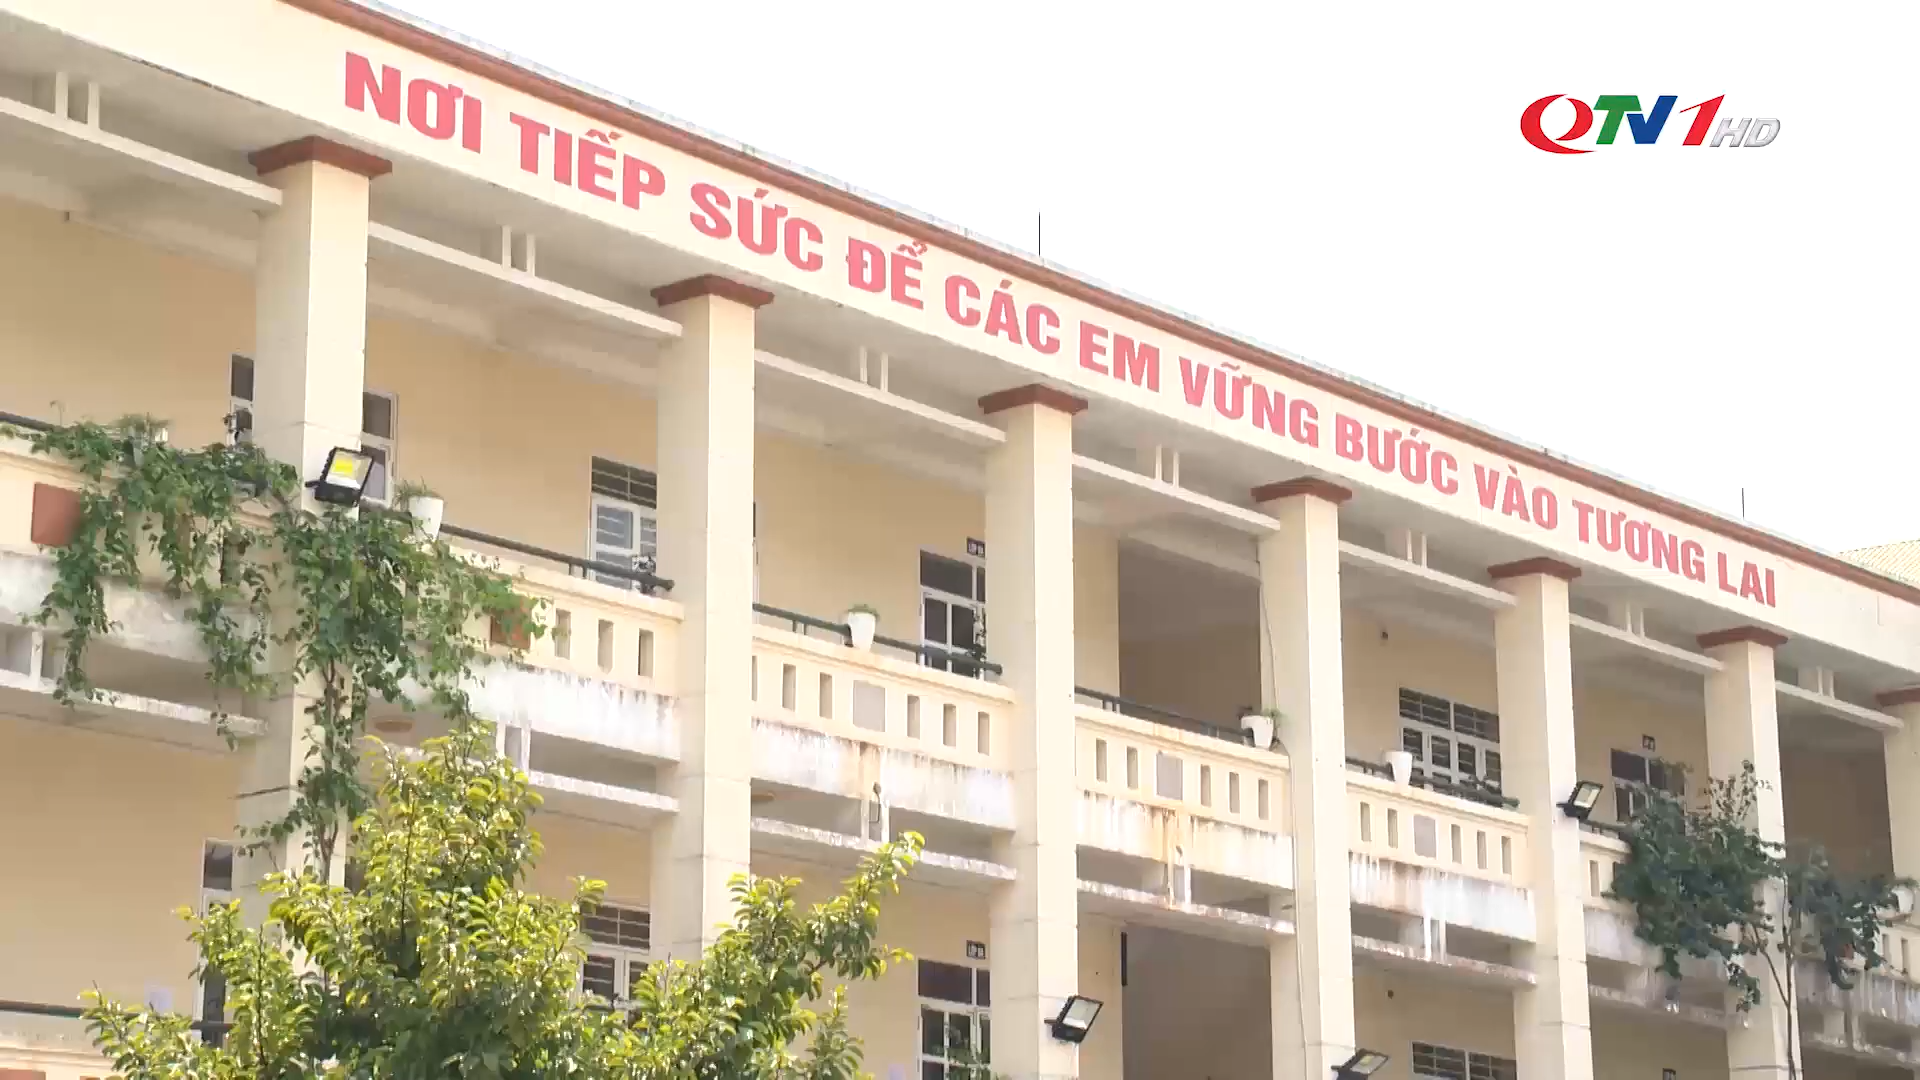 NƠI TIẾP SỨC ĐỂ CÁC EM VỮNG BƯỚC VÀO TƯƠNG LAI
QTV1HD